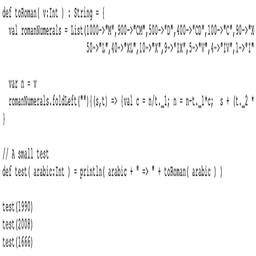 def toRoman( v:Int ) : String = {
val romanNumerals = List(1000->"M",900->"CM",500->"D",400->"CD",100->"C",90->"X
50->"L",40->"XL",10->"X",9->"IX",5->"V",4->"IV",1->"I"
var n = v
romanNumerals.foldLeft(""){(s,t) => {val c = n/t._1; n = n-t._1*c; s + (t._2 *
}
// A small test
def test( arabic:Int ) = println( arabic + " => " + toRoman( arabic ) )
test(1990)
test(2008)
test(1666)